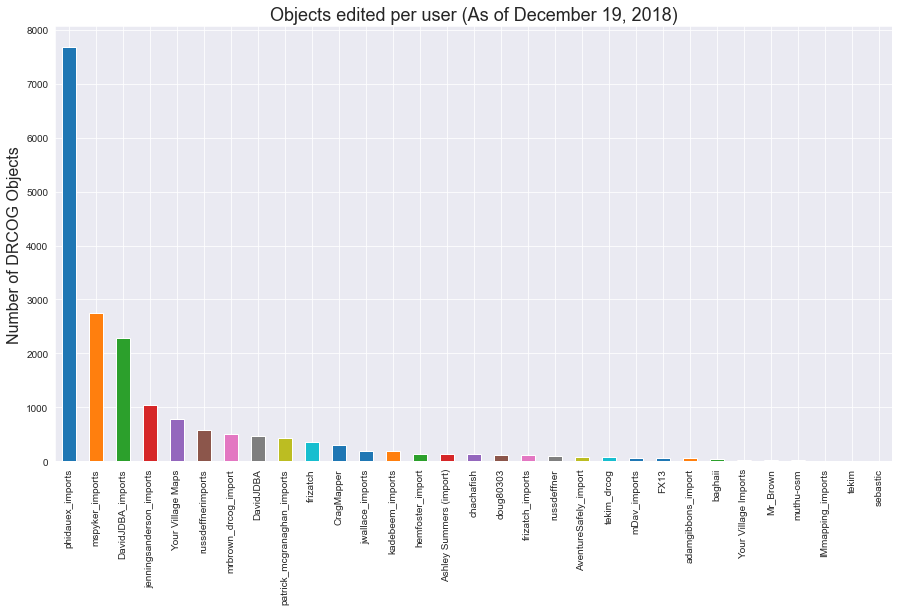 Objects edited per user (As of December 19, 2018)
Number of DRCOG Objects
8000
7000
6000
5000
4000
3000
2000
1000
0
phidauex_imports
mspyker_imports
DavidJDBA_imports
jenningsanderson_imports
Your Village Maps
russdeffnerimports
mrbrown_drcog_import
DavidJDBA
patrick_mcgranaghan_imports
frizatch
CragMapper
jwallace_imports
kadebeem_imports
hemfoster_import
Ashley Summers (import)
chachafish
doug80303
frizatch_imports
russdeffner
AventureSafely_import
tekim_drcog
mDav_imports
FX13
adamgibbons_import
baghaii
Your Village Imports
Mr_Brown
muthu-osm
IMmapping_imports
tekim
sebastic